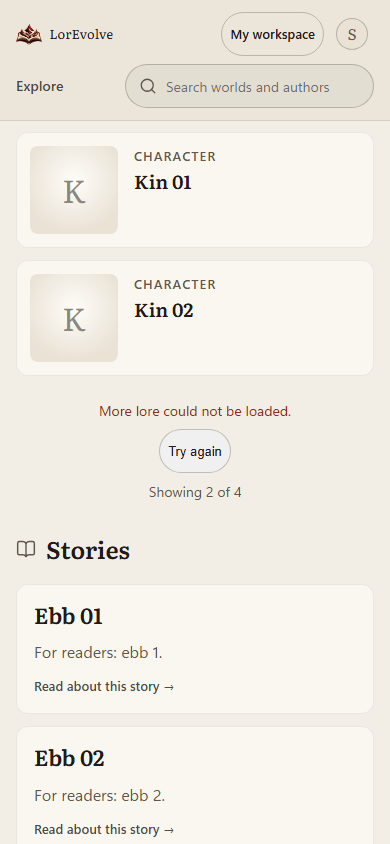 LorEvolve
My workspace
S
Explore
Search worlds and authors
K
CHARACTER
Kin 01
K
CHARACTER
Kin 02
More lore could not be loaded.
Try again
Showing 2 of 4
Stories
Ebb 01
For readers: ebb 1.
Read about this story →
Ebb 02
For readers: ebb 2.
Read about this story →